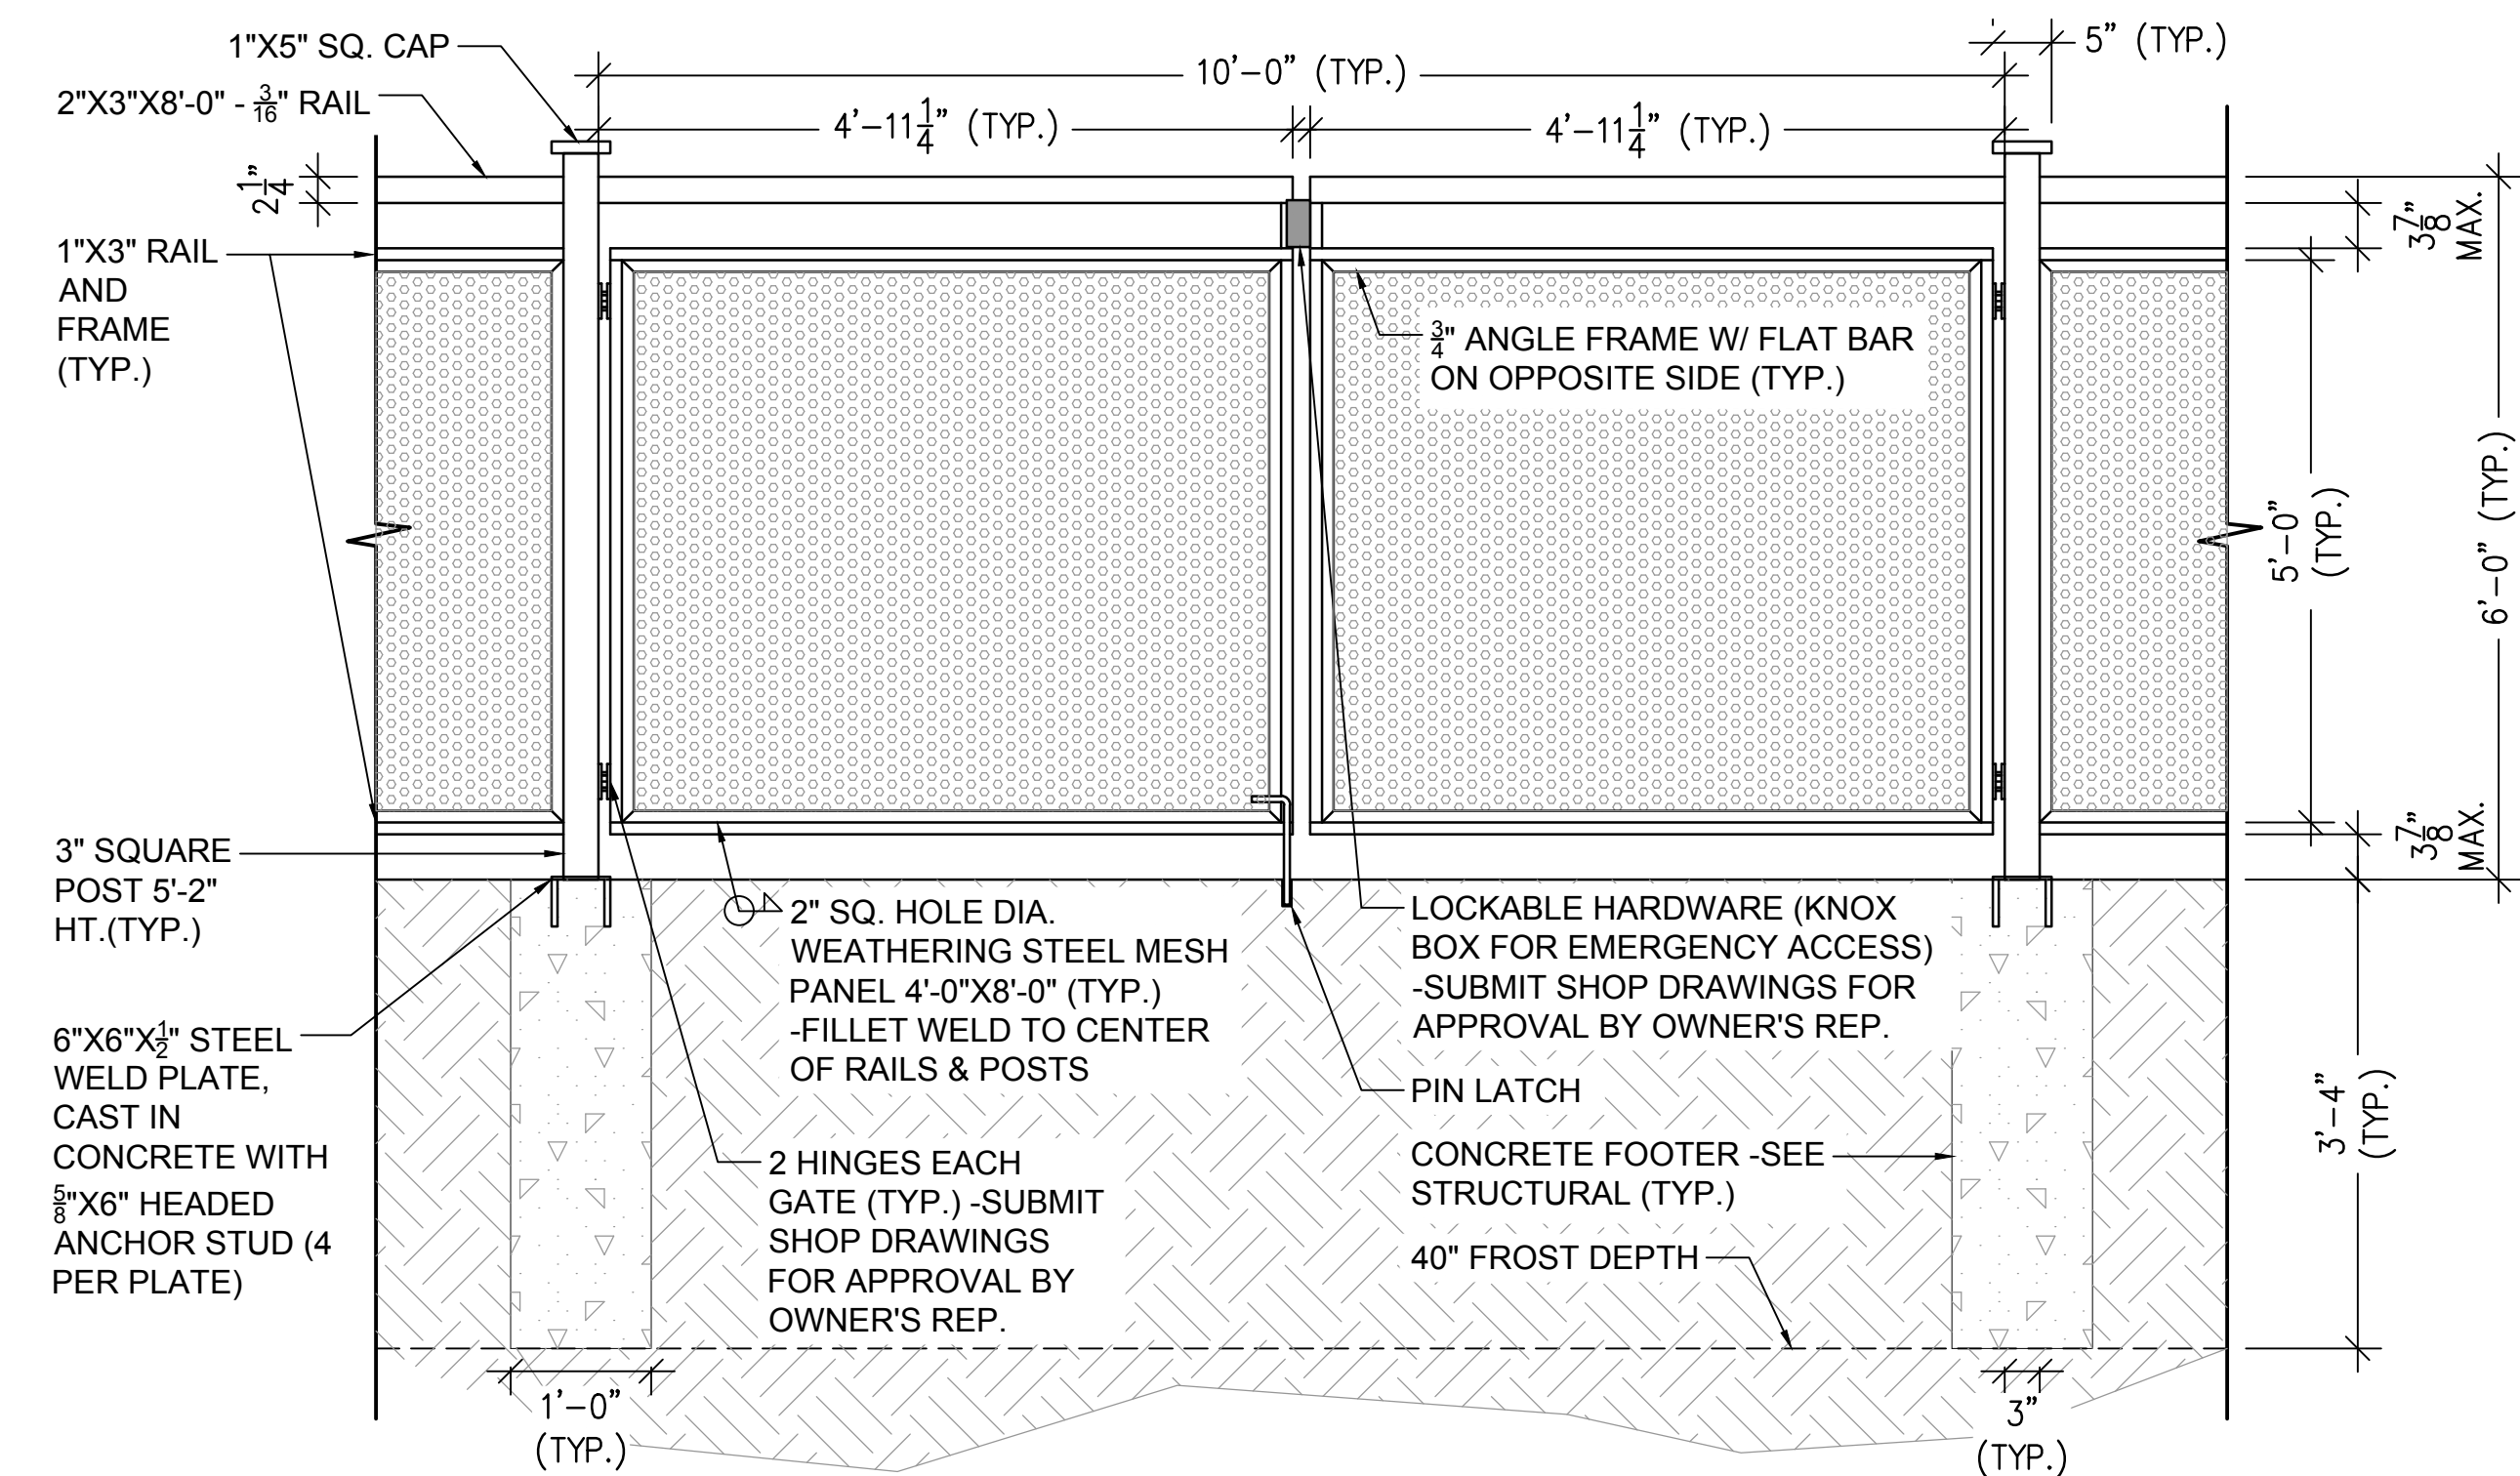 1"X5" SQ. CAP
2"X3"X8'-0" - 3/16" RAIL
2 1/4"
1"X3" RAIL
AND
FRAME
(TYP.)
3" SQUARE
POST 5'-2"
HT.(TYP.)
6"X6"X1/2" STEEL
WELD PLATE,
CAST IN
CONCRETE WITH
5/8"X6" HEADED
ANCHOR STUD (4
PER PLATE)
10'-0" (TYP.)
4'-11 1/4" (TYP.)
4'-11 1/4" (TYP.)
5" (TYP.)
3/4" ANGLE FRAME W/ FLAT BAR
ON OPPOSITE SIDE (TYP.)
2" SQ. HOLE DIA.
WEATHERING STEEL MESH
PANEL 4'-0"X8'-0" (TYP.)
-FILLET WELD TO CENTER
OF RAILS & POSTS
2 HINGES EACH
GATE (TYP.) -SUBMIT
SHOP DRAWINGS
FOR APPROVAL BY
OWNER'S REP.
LOCKABLE HARDWARE (KNOX
BOX FOR EMERGENCY ACCESS)
-SUBMIT SHOP DRAWINGS FOR
APPROVAL BY OWNER'S REP.
PIN LATCH
CONCRETE FOOTER -SEE
STRUCTURAL (TYP.)
40" FROST DEPTH
3 7/8"
MAX.
5'-0"
(TYP.)
6'-0" (TYP.)
3 7/8"
MAX.
3'-4"
(TYP.)
1'-0"
(TYP.)
3"
(TYP.)